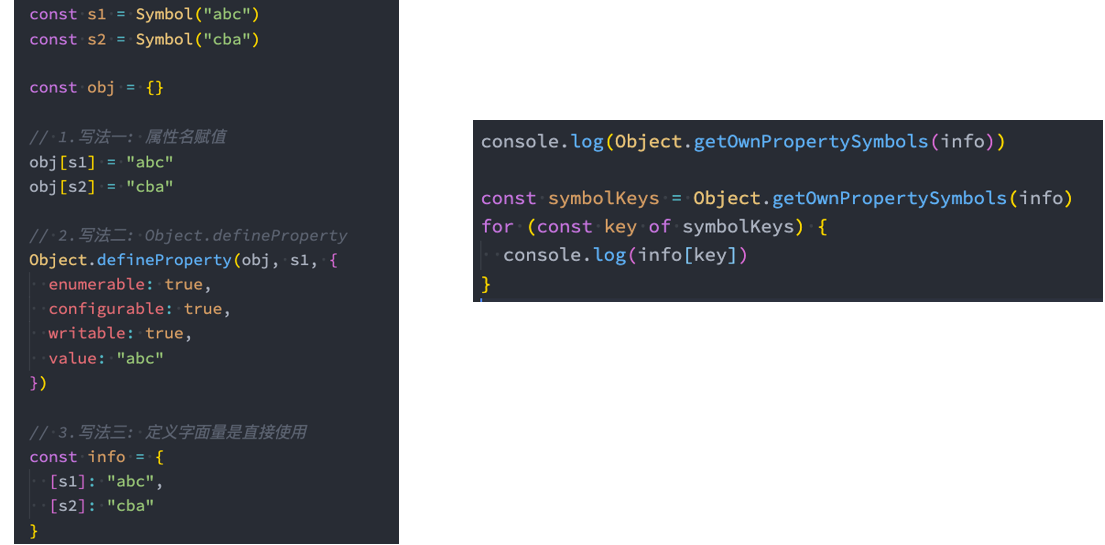 const s1 = Symbol("abc")
const s2 = Symbol("cba")
const obj = {}
// 1.写法一: 属性名赋值
obj[s1] = "abc"
obj[s2] = "cba"
// 2.写法二: Object.defineProperty
Object.defineProperty(obj, s1, {
  enumerable: true,
  configurable: true,
  writable: true,
  value: "abc"
})
// 3.写法三: 定义字面量是直接使用
const info = {
  [s1]: "abc",
  [s2]: "cba"
}
console.log(Object.getOwnPropertySymbols(info))
const symbolKeys = Object.getOwnPropertySymbols(info)
for (const key of symbolKeys) {
  console.log(info[key])
}